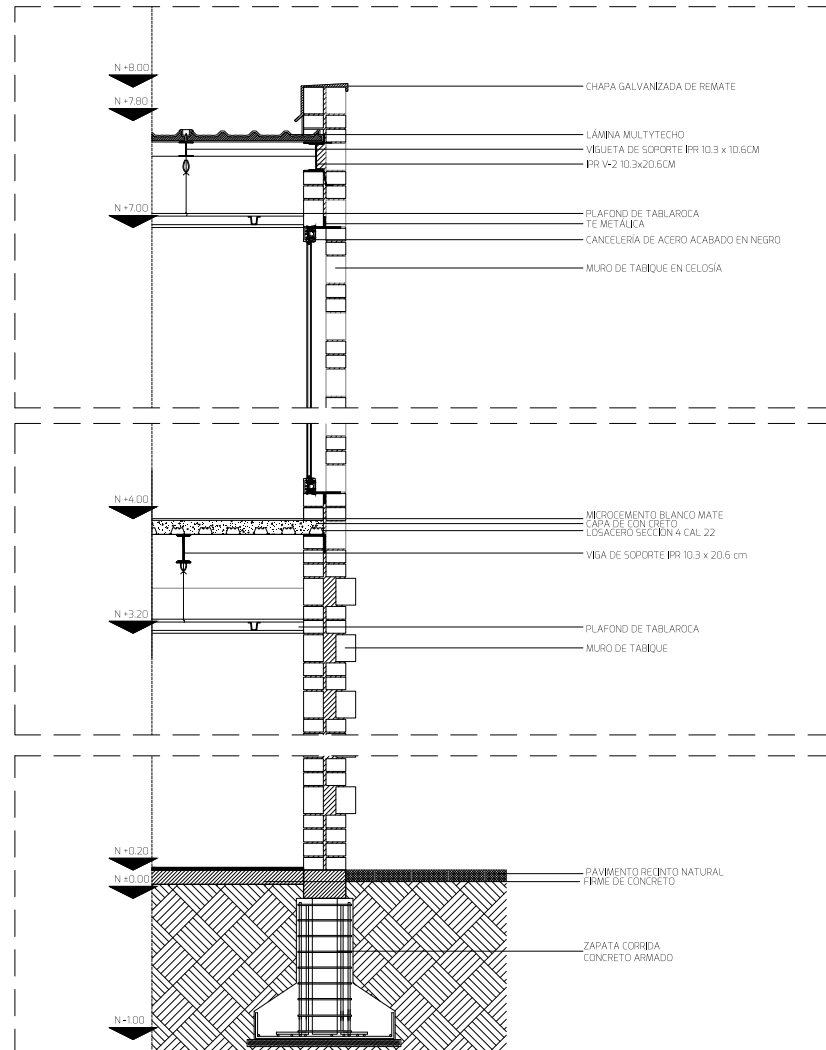 N +8.00
N +7.80
CHAPA GALVANIZADA DE REMATE
LÁMINA MULTYTECHO
VIGUETA DE SOPORTE IPR 10.3 x 10.6CM
IPR V-2 10.3x20.6CM
N +7.00
PLAFOND DE TABLAROCA
TE METÁLICA
CANCELERÍA DE ACERO ACABADO EN NEGRO
MURO DE TABIQUE EN CELOSÍA
N +4.00
MICROCEMENTO BLANCO MATE
CAPA DE CON CRETO
LOSACERO SECCIÓN 4 CAL 22
VIGA DE SOPORTE IPR 10.3 x 20.6 cm
N +3.20
PLAFOND DE TABLAROCA
MURO DE TABIQUE
N +0.20
N ±0.00
PAVIMENTO RECINTO NATURAL
FIRME DE CONCRETO
ZAPATA CORRIDA
CONCRETO ARMADO
N -1.00